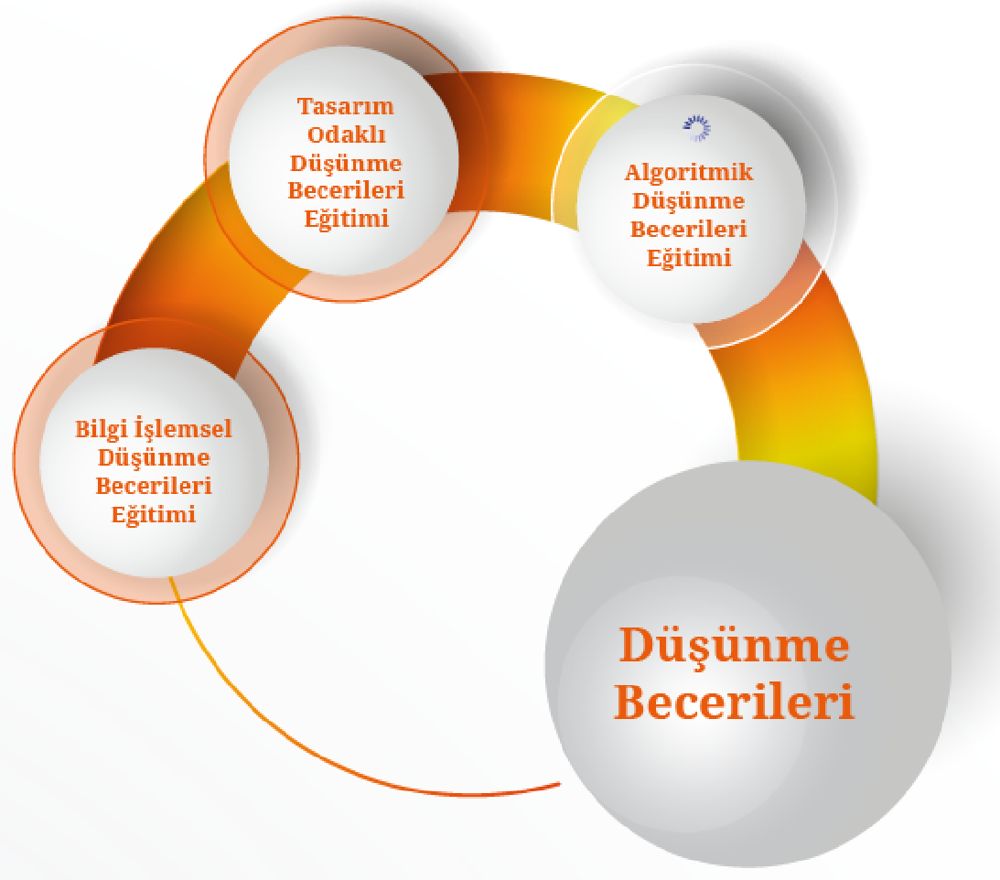 Tasarım
Odaklı
Düşünme
Becerileri
Eğitimi
Algoritmik
Düşünme
Becerileri
Eğitimi
Bilgi İşlemsel
Düşünme
Becerileri
Eğitimi
Düşünme
Becerileri